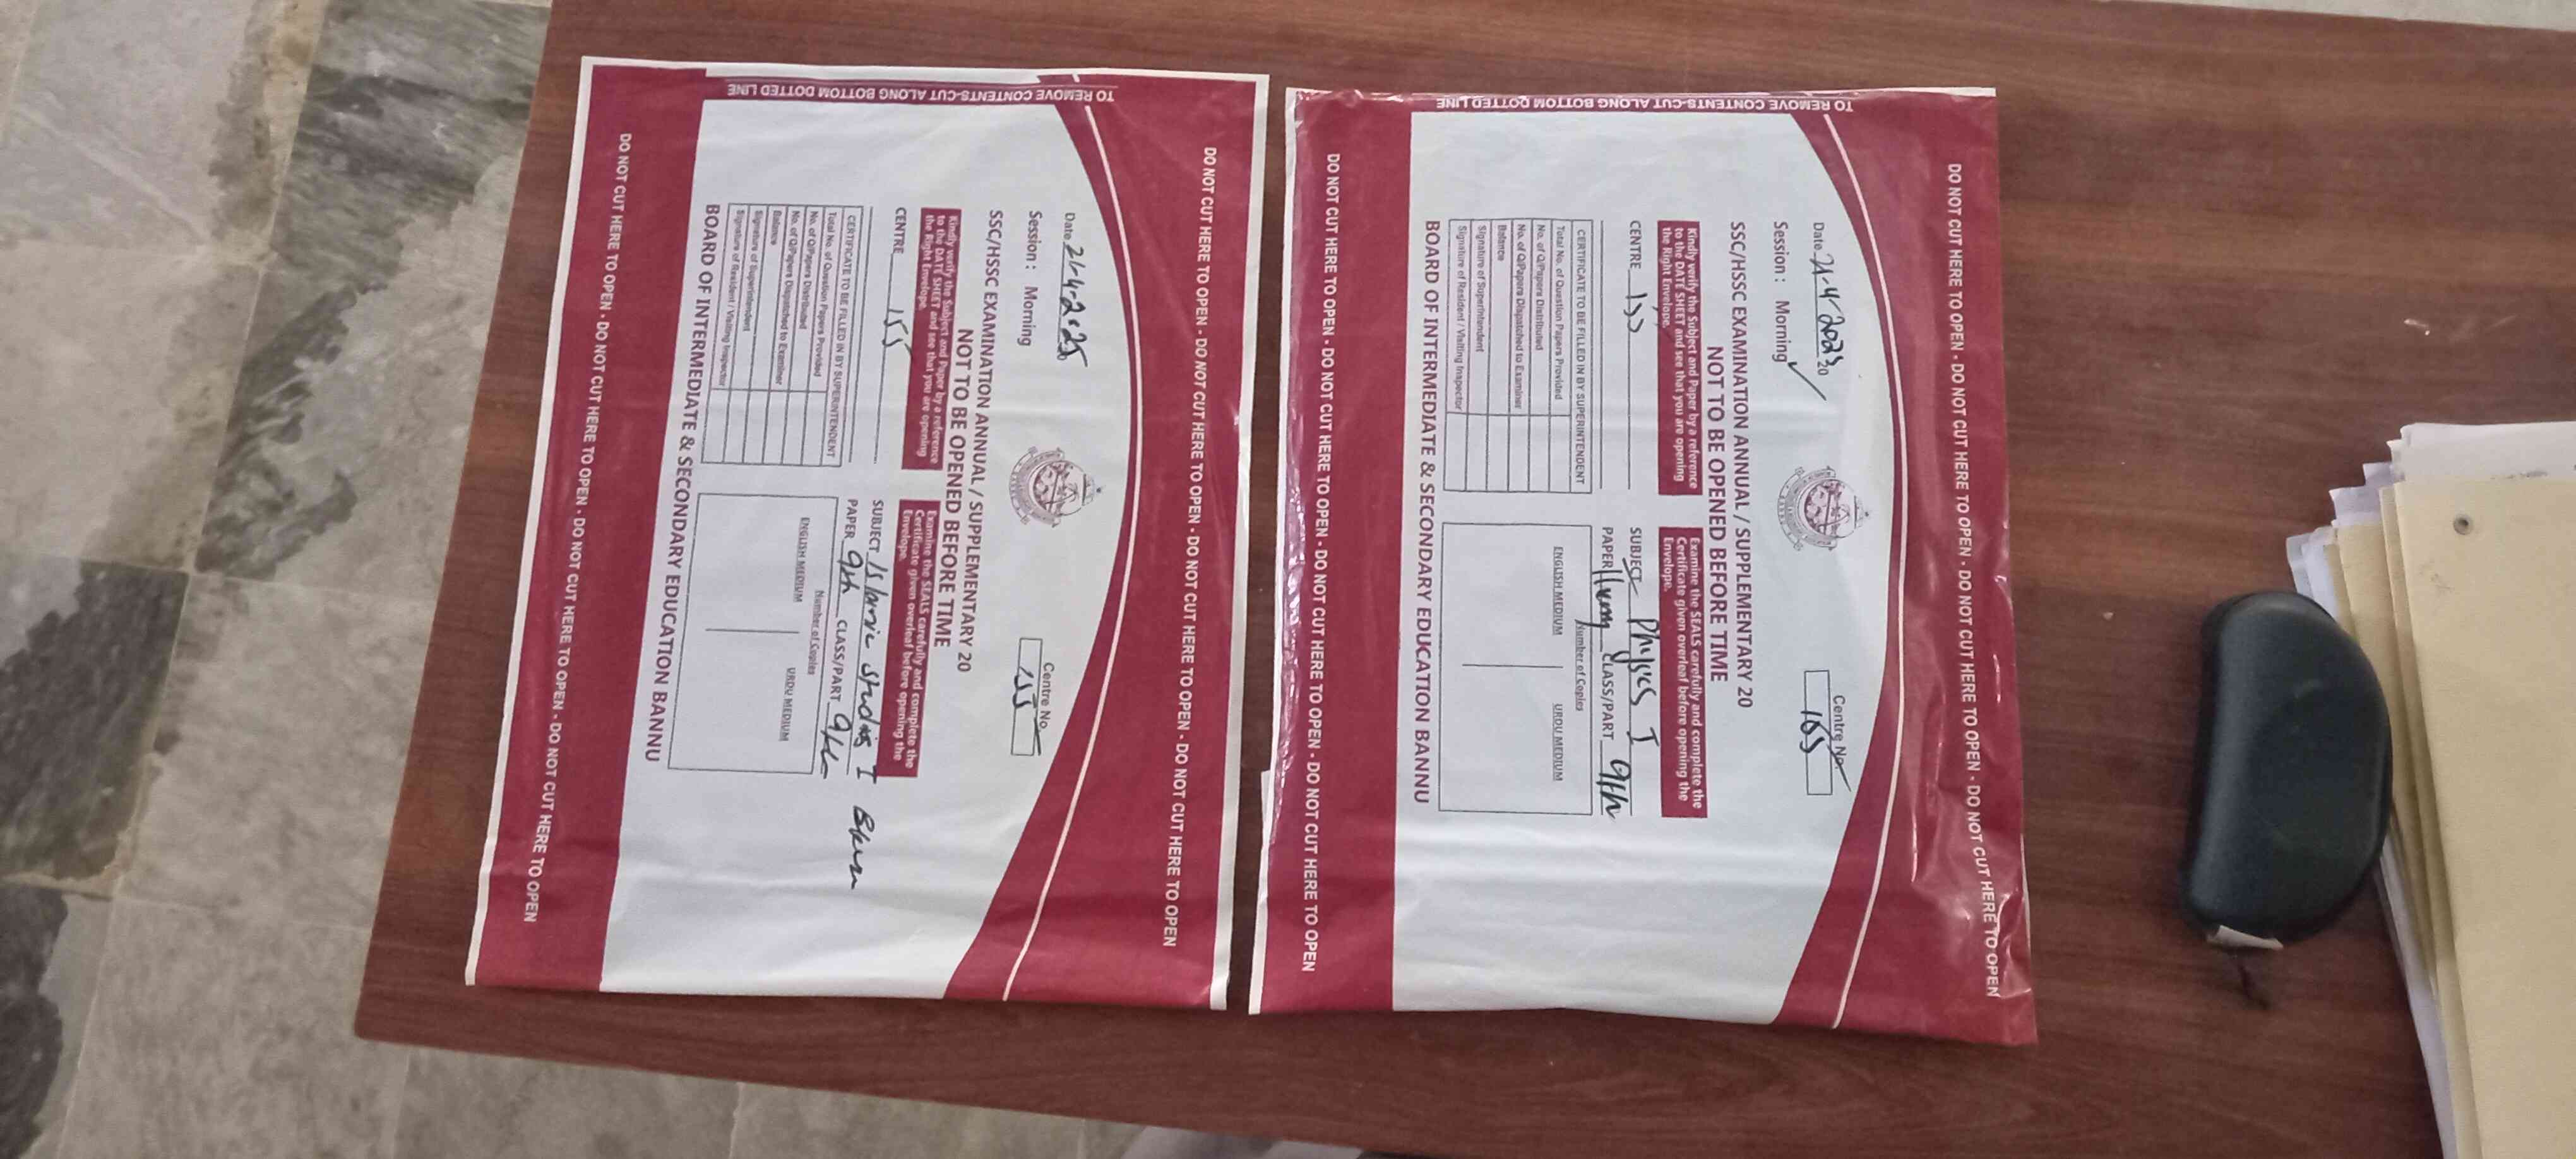 TO REMOVE CONTENTS-CUT ALONG BOTTOM DOTTED LINE
DO NOT CUT HERE TO OPEN - DO NOT CUT HERE TO OPEN - DO NOT CUT HERE TO OPEN - DO NOT CUT HERE TO OPEN
Date 21-4-2025
Session : Morning
Centre No.
155
SSC/HSSC EXAMINATION ANNUAL / SUPPLEMENTARY 20
NOT TO BE OPENED BEFORE TIME
Kindly verify the Subject and Paper by a reference
to the DATE SHEET and see that you are opening
the Right Envelope.
Examine the SEALS carefully and complete the
Certificate given overleaf before opening the
Envelope.
CENTRE 155
SUBJECT Islamic studies I
PAPER 9th CLASS/PART 9th
CERTIFICATE TO BE FILLED IN BY SUPERINTENDENT
Total No. of Question Papers Provided
No. of Q/Papers Distributed
No. of Q/Papers Dispatched to Examiner
Balance
Signature of Superintendent
Signature of Resident / Visiting Inspector
Number of Copies
ENGLISH MEDIUM
URDU MEDIUM
BOARD OF INTERMEDIATE & SECONDARY EDUCATION BANNU
DO NOT CUT HERE TO OPEN - DO NOT CUT HERE TO OPEN - DO NOT CUT HERE TO OPEN - DO NOT CUT HERE TO OPEN
TO REMOVE CONTENTS-CUT ALONG BOTTOM DOTTED LINE
DO NOT CUT HERE TO OPEN - DO NOT CUT HERE TO OPEN - DO NOT CUT HERE TO OPEN - DO NOT CUT HERE TO OPEN
Date 21-4-2025 20
Session : Morning
Centre No.
SSC/HSSC EXAMINATION ANNUAL / SUPPLEMENTARY 20
NOT TO BE OPENED BEFORE TIME
Kindly verify the Subject and Paper by a reference
to the DATE SHEET and see that you are opening
the Right Envelope.
Examine the SEALS carefully and complete the
Certificate given overleaf before opening the
Envelope.
CENTRE 155
SUBJECT Physics I
PAPER CLASS/PART 9th
CERTIFICATE TO BE FILLED IN BY SUPERINTENDENT
Total No. of Question Papers Provided
No. of Q/Papers Distributed
No. of Q/Papers Dispatched to Examiner
Balance
Signature of Superintendent
Signature of Resident / Visiting Inspector
Number of Copies
ENGLISH MEDIUM
URDU MEDIUM
BOARD OF INTERMEDIATE & SECONDARY EDUCATION BANNU
DO NOT CUT HERE TO OPEN - DO NOT CUT HERE TO OPEN - DO NOT CUT HERE TO OPEN - DO NOT CUT HERE TO OPEN